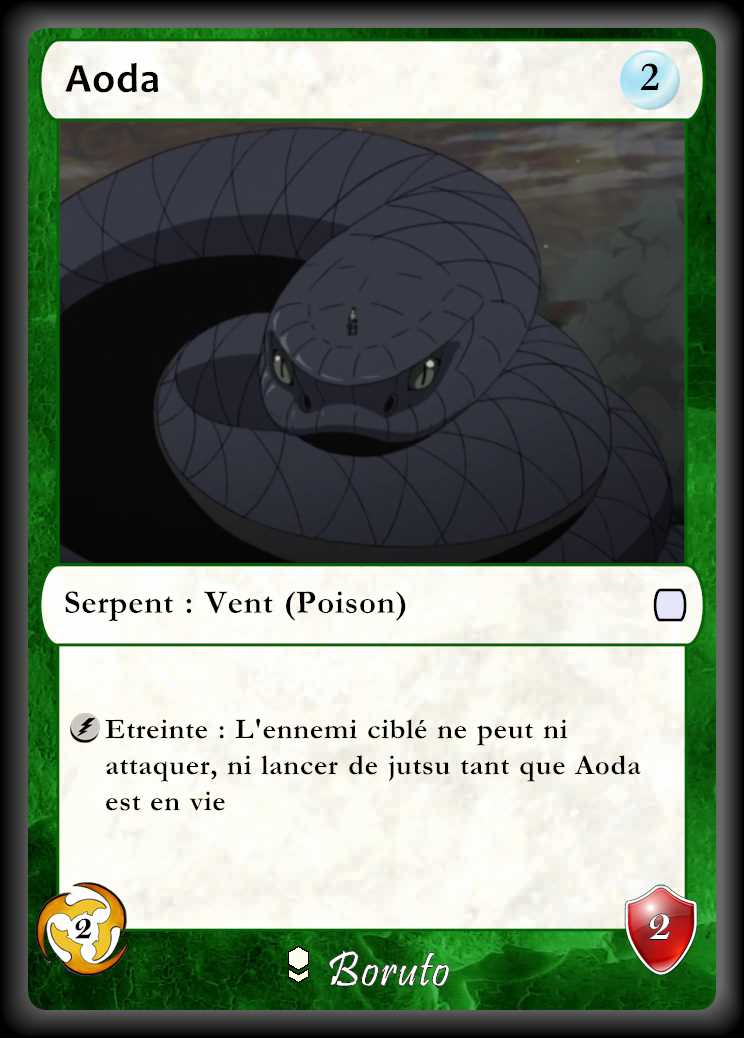 Aoda
2
Serpent : Vent (Poison)
Etreinte : L'ennemi ciblé ne peut ni
attaquer, ni lancer de jutsu tant que Aoda
est en vie
2
2
Boruto